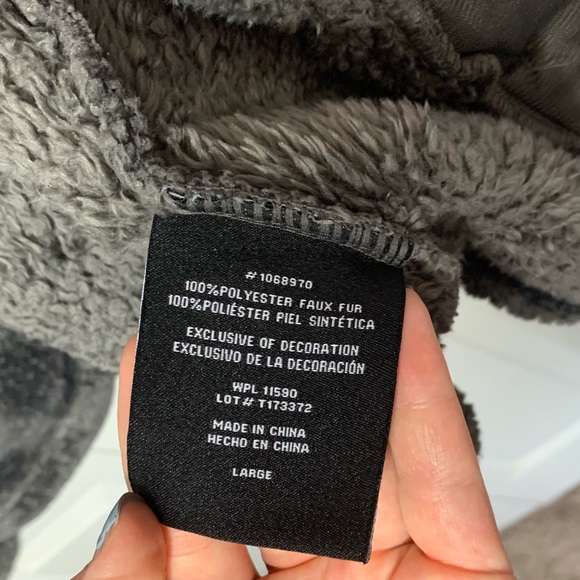 #1068970
100%POLYESTER FAUX FUR
100%POLIÉSTER PIEL SINTÉTICA
EXCLUSIVE OF DECORATION
EXCLUSIVO DE LA DECORACIÓN
WPL 11590
LOT# T173372
MADE IN CHINA
HECHO EN CHINA
LARGE